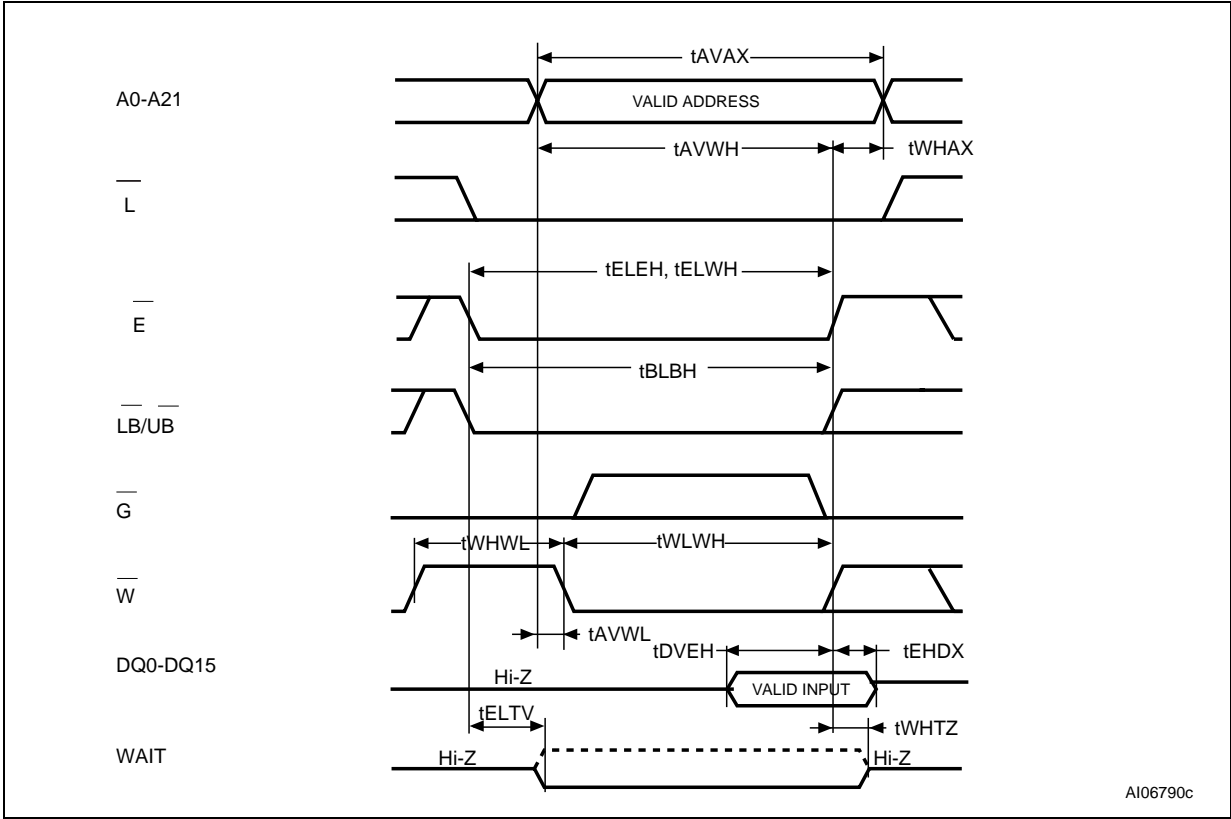 tAVAX
A0-A21
VALID ADDRESS
tAVWH
tWHAX
L
tELEH, tELWH
E
tBLBH
LB/UB
G
tWHWL
tWLWH
W
tAVWL
tDVEH
tEHDX
DQ0-DQ15
Hi-Z
VALID INPUT
tELTV
tWHTZ
WAIT
Hi-Z
Hi-Z
AI06790c